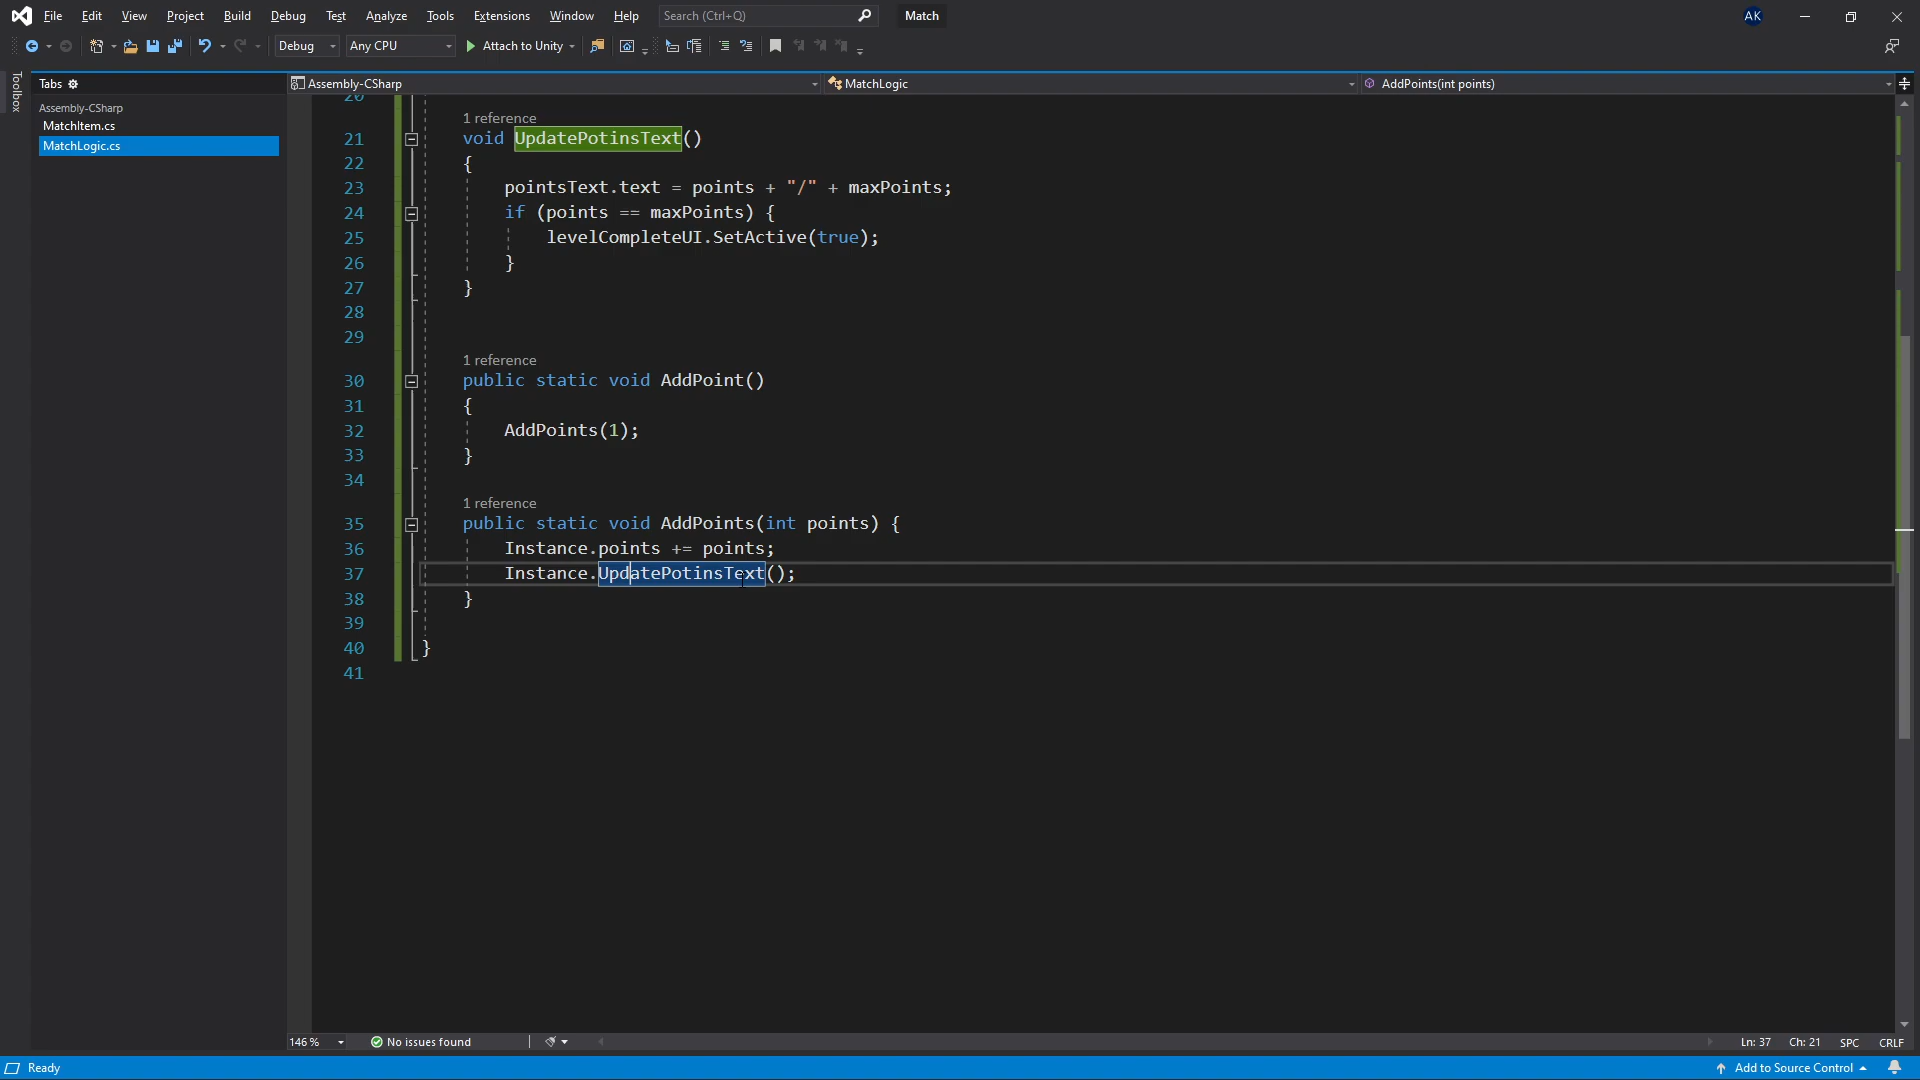 File Edit View Project Build Debug Test Analyze Tools Extensions Window Help Search (Ctrl+Q) Match AK
Debug Any CPU Attach to Unity
Toolbox
Tabs
Assembly-CSharp
MatchItem.cs
MatchLogic.cs
Assembly-CSharp MatchLogic AddPoints(int points)
20
1 reference
21 void UpdatePotinsText()
22 {
23 pointsText.text = points + "/" + maxPoints;
24 if (points == maxPoints) {
25 levelCompleteUI.SetActive(true);
26 }
27 }
28
29
1 reference
30 public static void AddPoint()
31 {
32 AddPoints(1);
33 }
34
1 reference
35 public static void AddPoints(int points) {
36 Instance.points += points;
37 Instance.UpdatePotinsText();
38 }
39
40 }
41
146 % No issues found Ln: 37 Ch: 21 SPC CRLF
Ready Add to Source Control